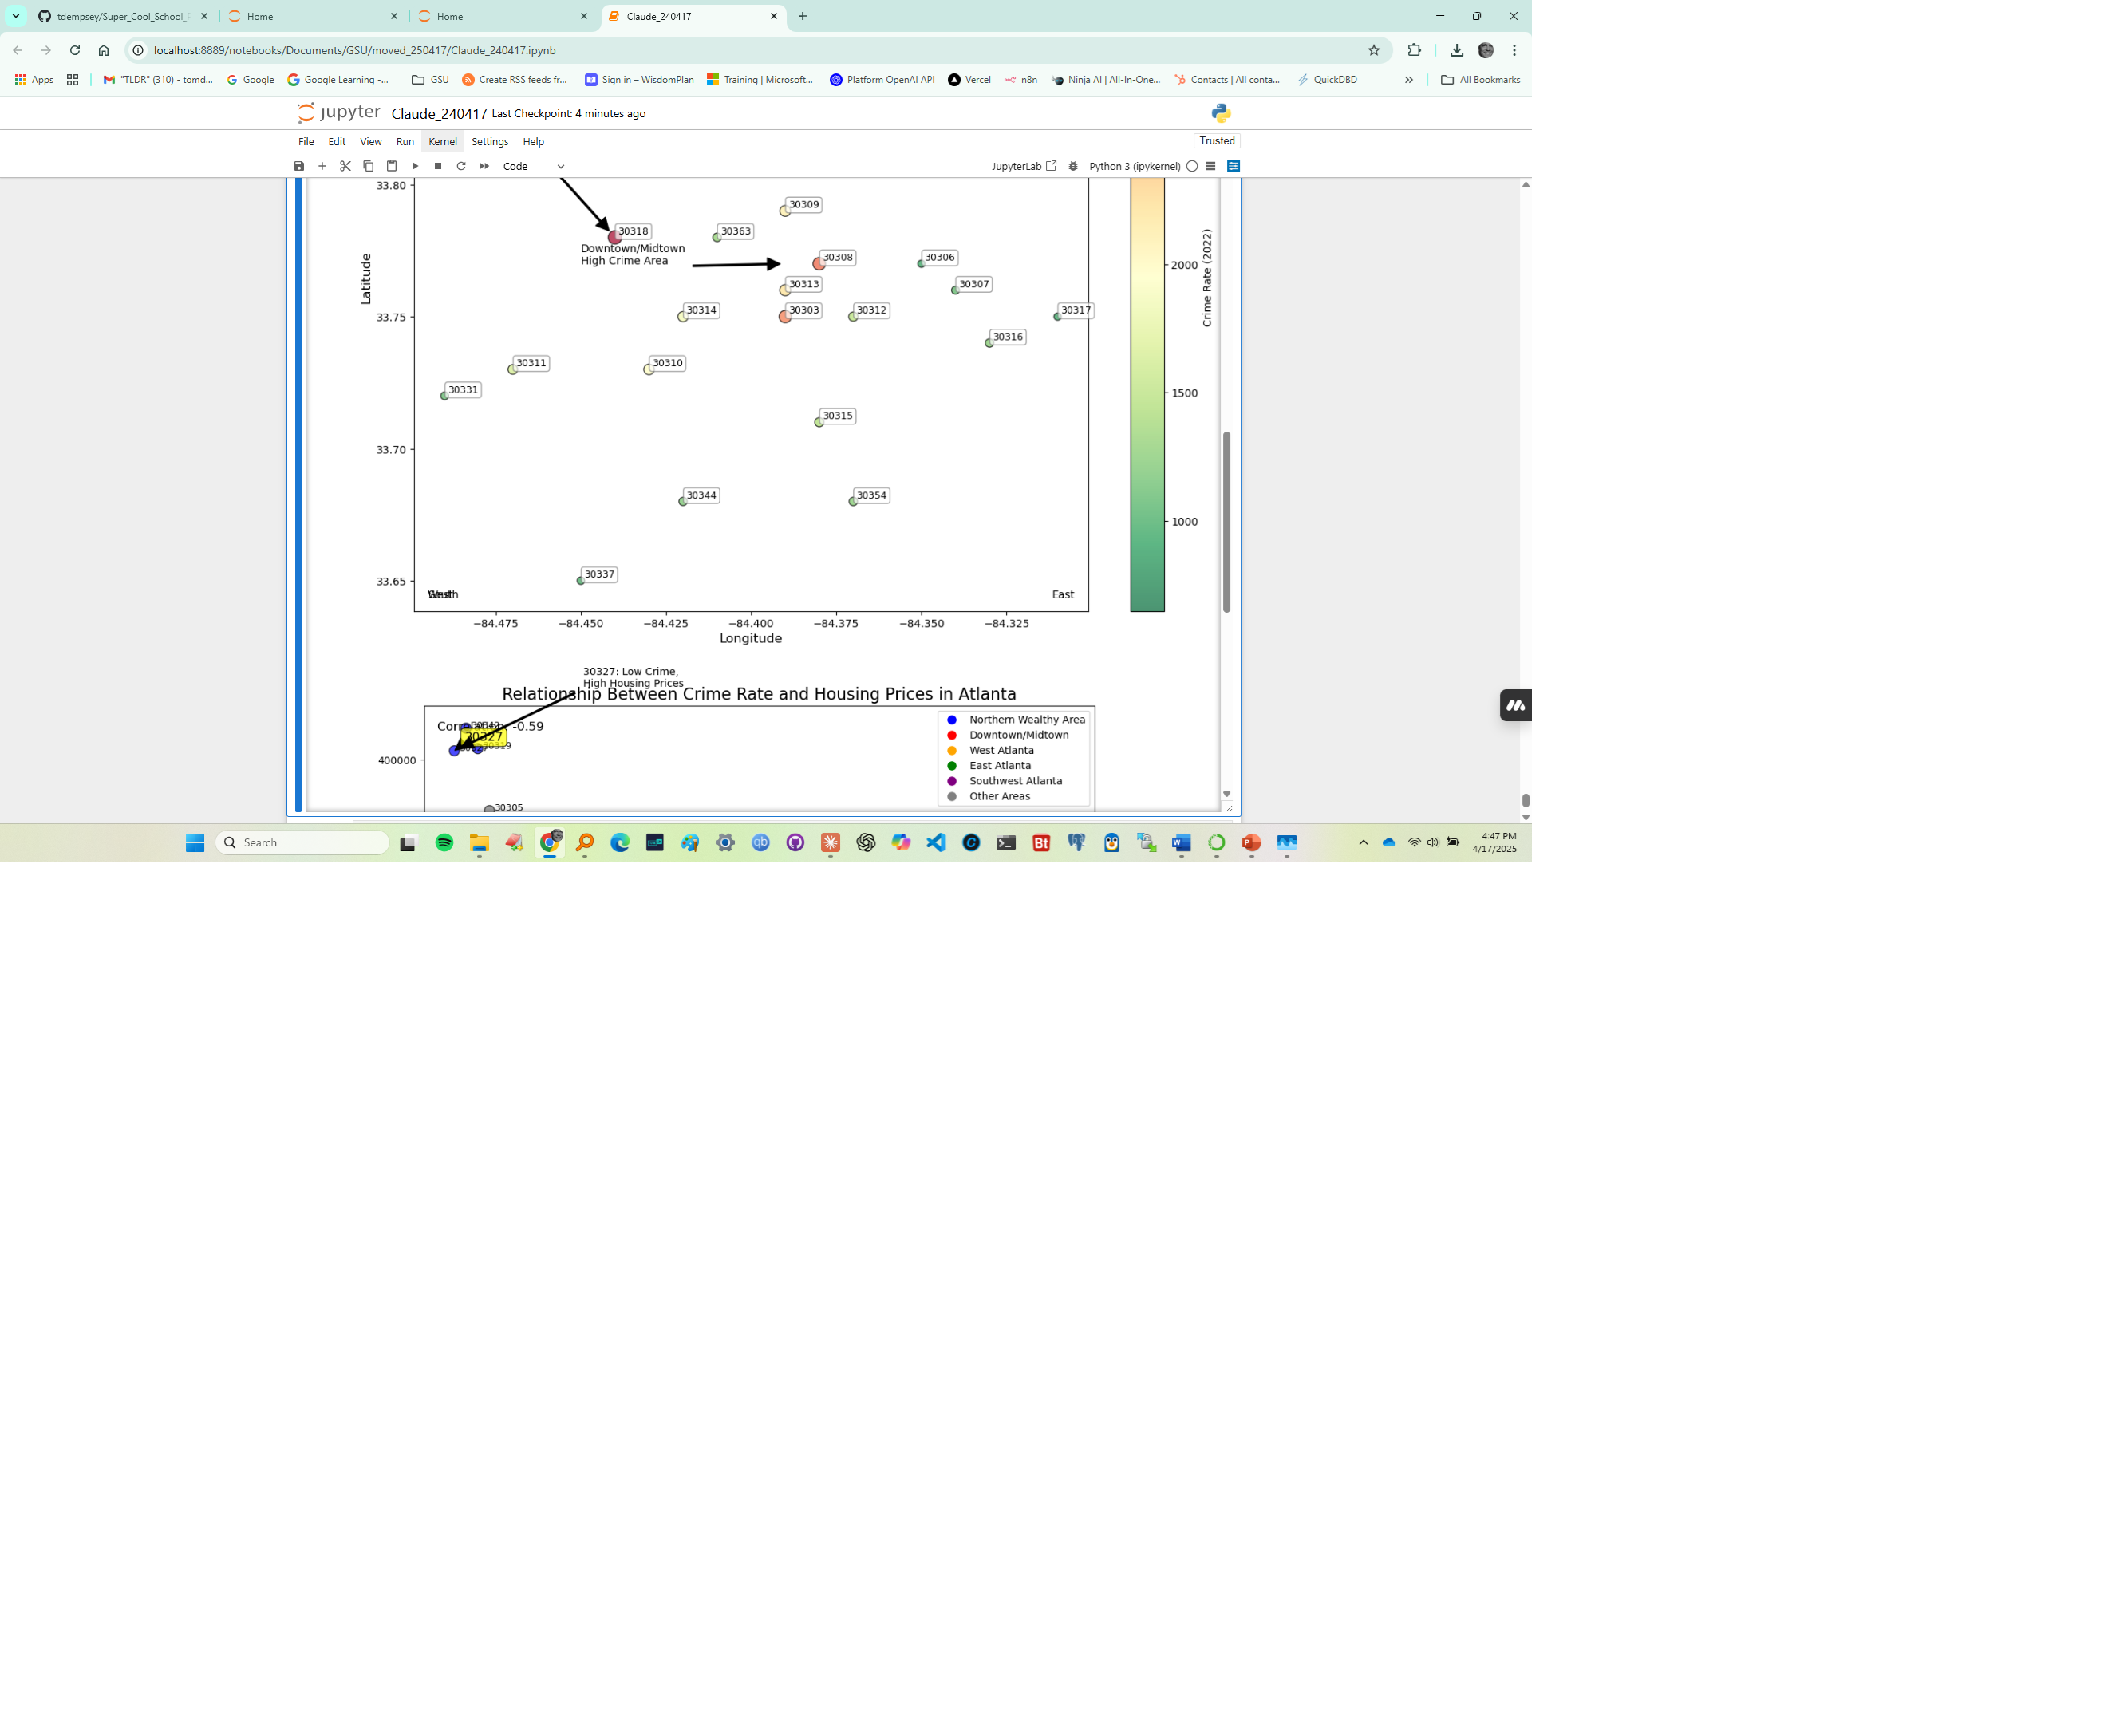 tdempsey/Super_Cool_School_
Home
Home
Claude_240417
localhost:8889/notebooks/Documents/GSU/moved_250417/Claude_240417.ipynb
Apps
"TLDR" (310) - tomd...
Google
Google Learning -...
GSU
Create RSS feeds fr...
Sign in – WisdomPlan
Training | Microsoft...
Platform OpenAI API
Vercel
n8n
Ninja AI | All-In-One...
Contacts | All conta...
QuickDBD
All Bookmarks
jupyter Claude_240417 Last Checkpoint: 4 minutes ago
File Edit View Run Kernel Settings Help
Trusted
Code
JupyterLab
Python 3 (ipykernel)
33.80
30309
30318
30363
Downtown/Midtown
High Crime Area
30308
30306
2000
30313
30307
Latitude
Crime Rate (2022)
33.75
30314
30303
30312
30317
30316
30311
30310
30331
1500
30315
33.70
30344
30354
1000
30337
33.65
East
−84.475
−84.450
−84.425
−84.400
−84.375
−84.350
−84.325
Longitude
30327: Low Crime,
High Housing Prices
Relationship Between Crime Rate and Housing Prices in Atlanta
-0.59
30327
30319
400000
30305
Northern Wealthy Area
Downtown/Midtown
West Atlanta
East Atlanta
Southwest Atlanta
Other Areas
Search
4:47 PM
4/17/2025